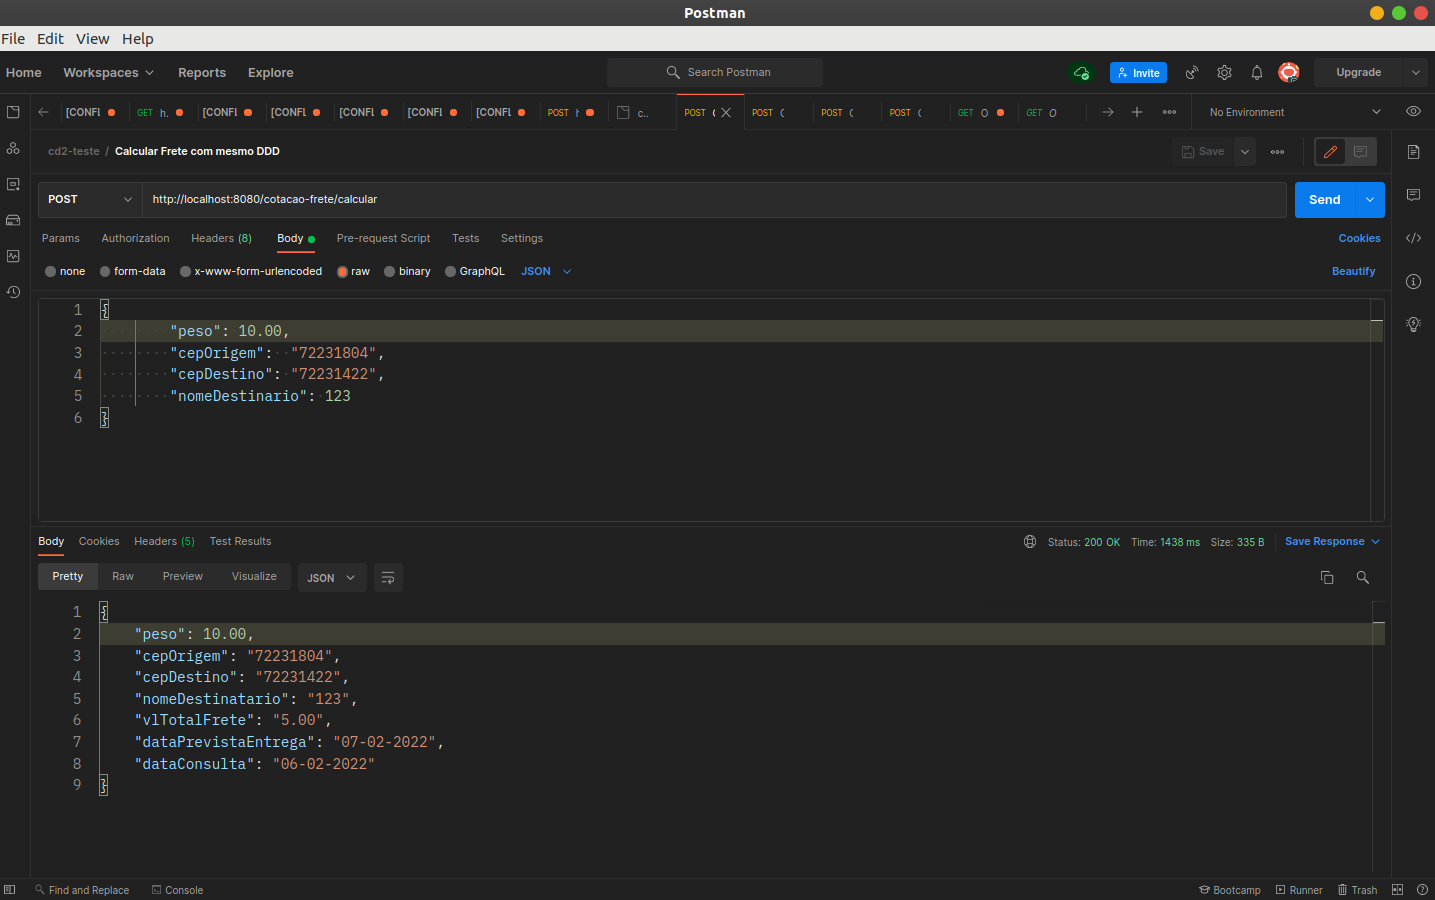 Postman
File Edit View Help
Home Workspaces Reports Explore Search Postman Invite Upgrade
[CONFL GET h. [CONFL [CONFL [CONFL [CONFL [CONFL POST c.. POST POST POST POST GET O GET O No Environment
cd2-teste / Calcular Frete com mesmo DDD Save
POST http://localhost:8080/cotacao-frete/calcular Send
Params Authorization Headers (8) Body Pre-request Script Tests Settings Cookies
none form-data x-www-form-urlencoded raw binary GraphQL JSON Beautify
1 {
2 "peso": 10.00,
3 "cepOrigem": "72231804",
4 "cepDestino": "72231422",
5 "nomeDestinario": 123
6 }
Body Cookies Headers (5) Test Results Status: 200 OK Time: 1438 ms Size: 335 B Save Response
Pretty Raw Preview Visualize JSON
1 {
2 "peso": 10.00,
3 "cepOrigem": "72231804",
4 "cepDestino": "72231422",
5 "nomeDestinatario": "123",
6 "vlTotalFrete": "5.00",
7 "dataPrevistaEntrega": "07-02-2022",
8 "dataConsulta": "06-02-2022"
9 }
Find and Replace Console Bootcamp Runner Trash